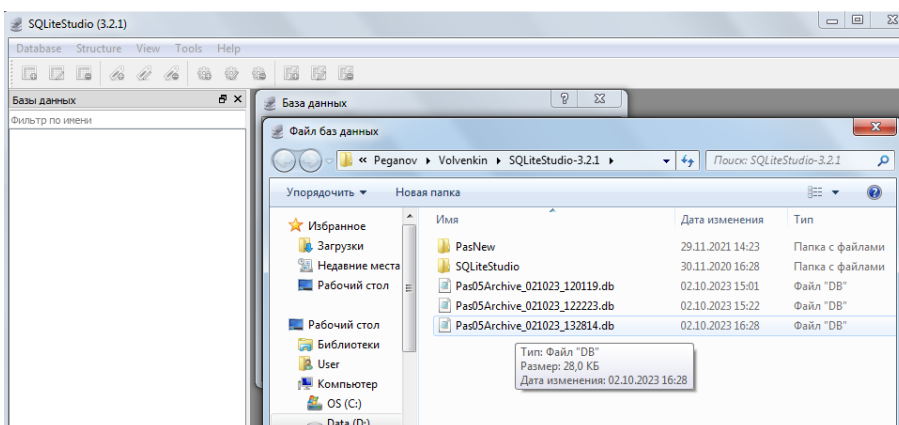 SQLiteStudio (3.2.1)
Database Structure View Tools Help
Базы данных
Фильтр по имени
База данных
Файл баз данных
« Peganov ▸ Volvenkin ▸ SQLiteStudio-3.2.1 ▸
Поиск: SQLiteStudio-3.2.1
Упорядочить ▾ Новая папка
Имя Дата изменения Тип
Избранное
Загрузки
Недавние места
Рабочий стол
Рабочий стол
Библиотеки
User
Компьютер
OS (C:)
Data (D:)
PasNew 29.11.2021 14:23 Папка с файлами
SQLiteStudio 30.11.2020 16:28 Папка с файлами
Pas05Archive_021023_120119.db 02.10.2023 15:01 Файл "DB"
Pas05Archive_021023_122223.db 02.10.2023 15:22 Файл "DB"
Pas05Archive_021023_132814.db 02.10.2023 16:28 Файл "DB"
Тип: Файл "DB"
Размер: 28,0 КБ
Дата изменения: 02.10.2023 16:28